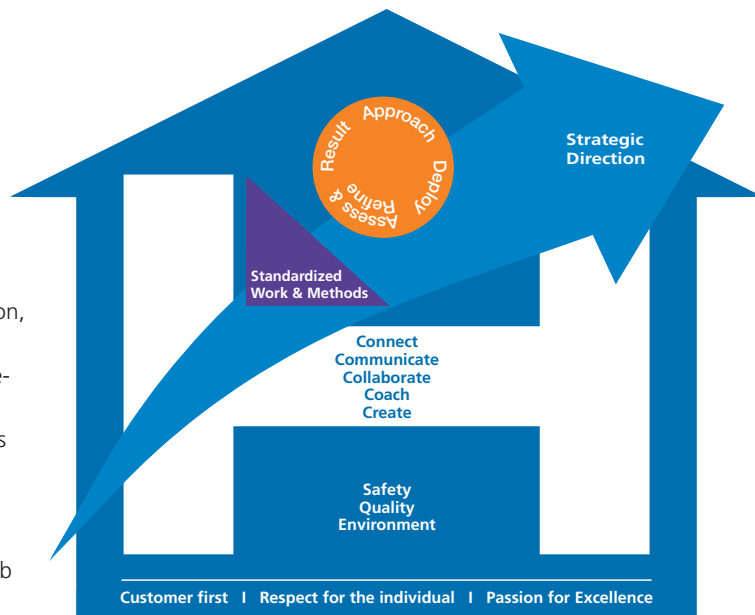 Result Approach Deploy Assess & Refine
Strategic
Direction
Standardized
Work & Methods
on,
e-
s
b
Connect
Communicate
Collaborate
Coach
Create
Safety
Quality
Environment
Customer first I Respect for the individual I Passion for Excellence